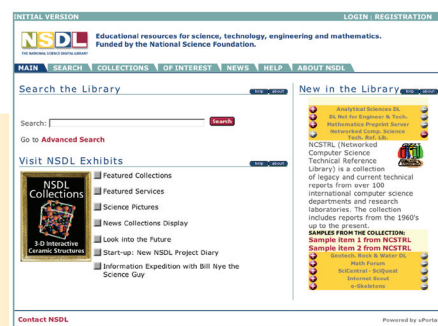 INITIAL VERSION
LOGIN : REGISTRATION
NSDL
THE NATIONAL SCIENCE DIGITAL LIBRARY
Educational resources for science, technology, engineering and mathematics.
Funded by the National Science Foundation.
MAIN SEARCH COLLECTIONS OF INTEREST NEWS HELP ABOUT NSDL
Search the Library
help about
Search:
Search
Go to Advanced Search
Visit NSDL Exhibits
help about
NSDL
Collections
3-D Interactive
Ceramic Structures
Featured Collections
Featured Services
Science Pictures
News Collections Display
Look into the Future
Start-up: New NSDL Project Diary
Information Expedition with Bill Nye the
Science Guy
New in the Library
help about
Analytical Sciences DL
DL Net for Engineer & Tech.
Mathematics Preprint Server
Networked Comp. Science
Tech. Ref. Lib.
NCSTRL (Networked
Computer Science
Technical Reference
Library) is a collection
of legacy and current technical
reports from over 100
international computer science
departments and research
laboratories. The collection
includes reports from the 1960's
up to the present.
SAMPLES FROM THE COLLECTION:
Sample item 1 from NCSTRL
Sample item 2 from NCSTRL
Geotech. Rock & Water DL
Math Forum
SciCentral - SciQuest
Internet Scout
e-Skeletons
Contact NSDL
Powered by uPorta